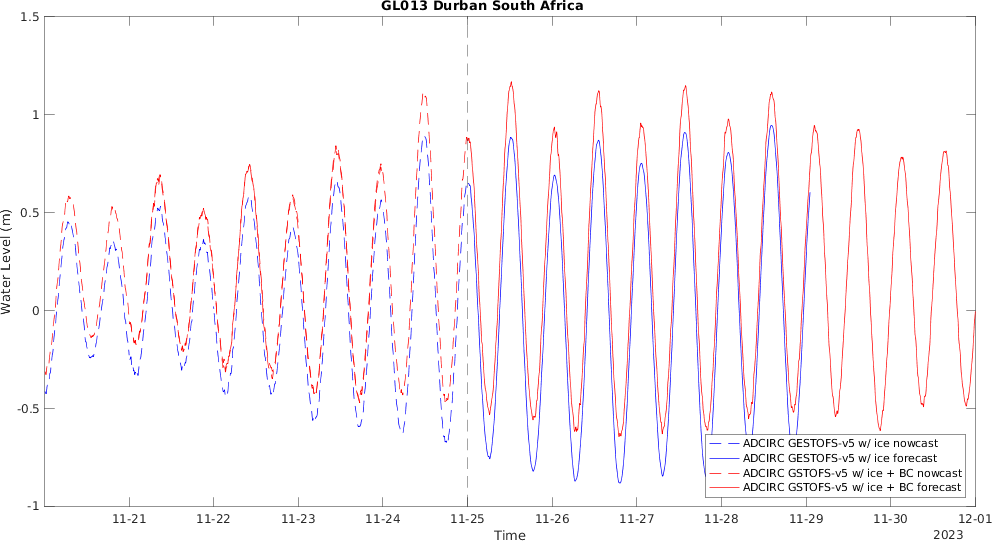 GL013 Durban South Africa
1.5
1
0.5
0
-0.5
-1
Water Level (m)
11-21 11-22 11-23 11-24 11-25 11-26 11-27 11-28 11-29 11-30 12-01
Time
2023
ADCIRC GESTOFS-v5 w/ ice nowcast
ADCIRC GESTOFS-v5 w/ ice forecast
ADCIRC GSTOFS-v5 w/ ice + BC nowcast
ADCIRC GSTOFS-v5 w/ ice + BC forecast